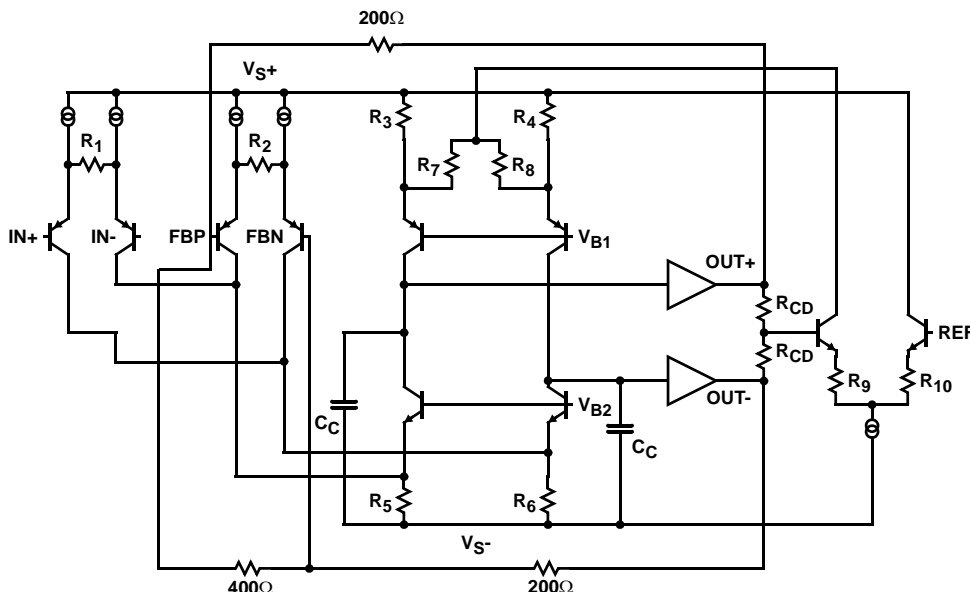 200Ω
VS+
R1
R2
R3
R4
R7
R8
IN+
IN-
FBP
FBN
VB1
OUT+
RCD
REF
RCD
R9
R10
VB2
OUT-
CC
CC
R5
R6
VS-
400Ω
200Ω